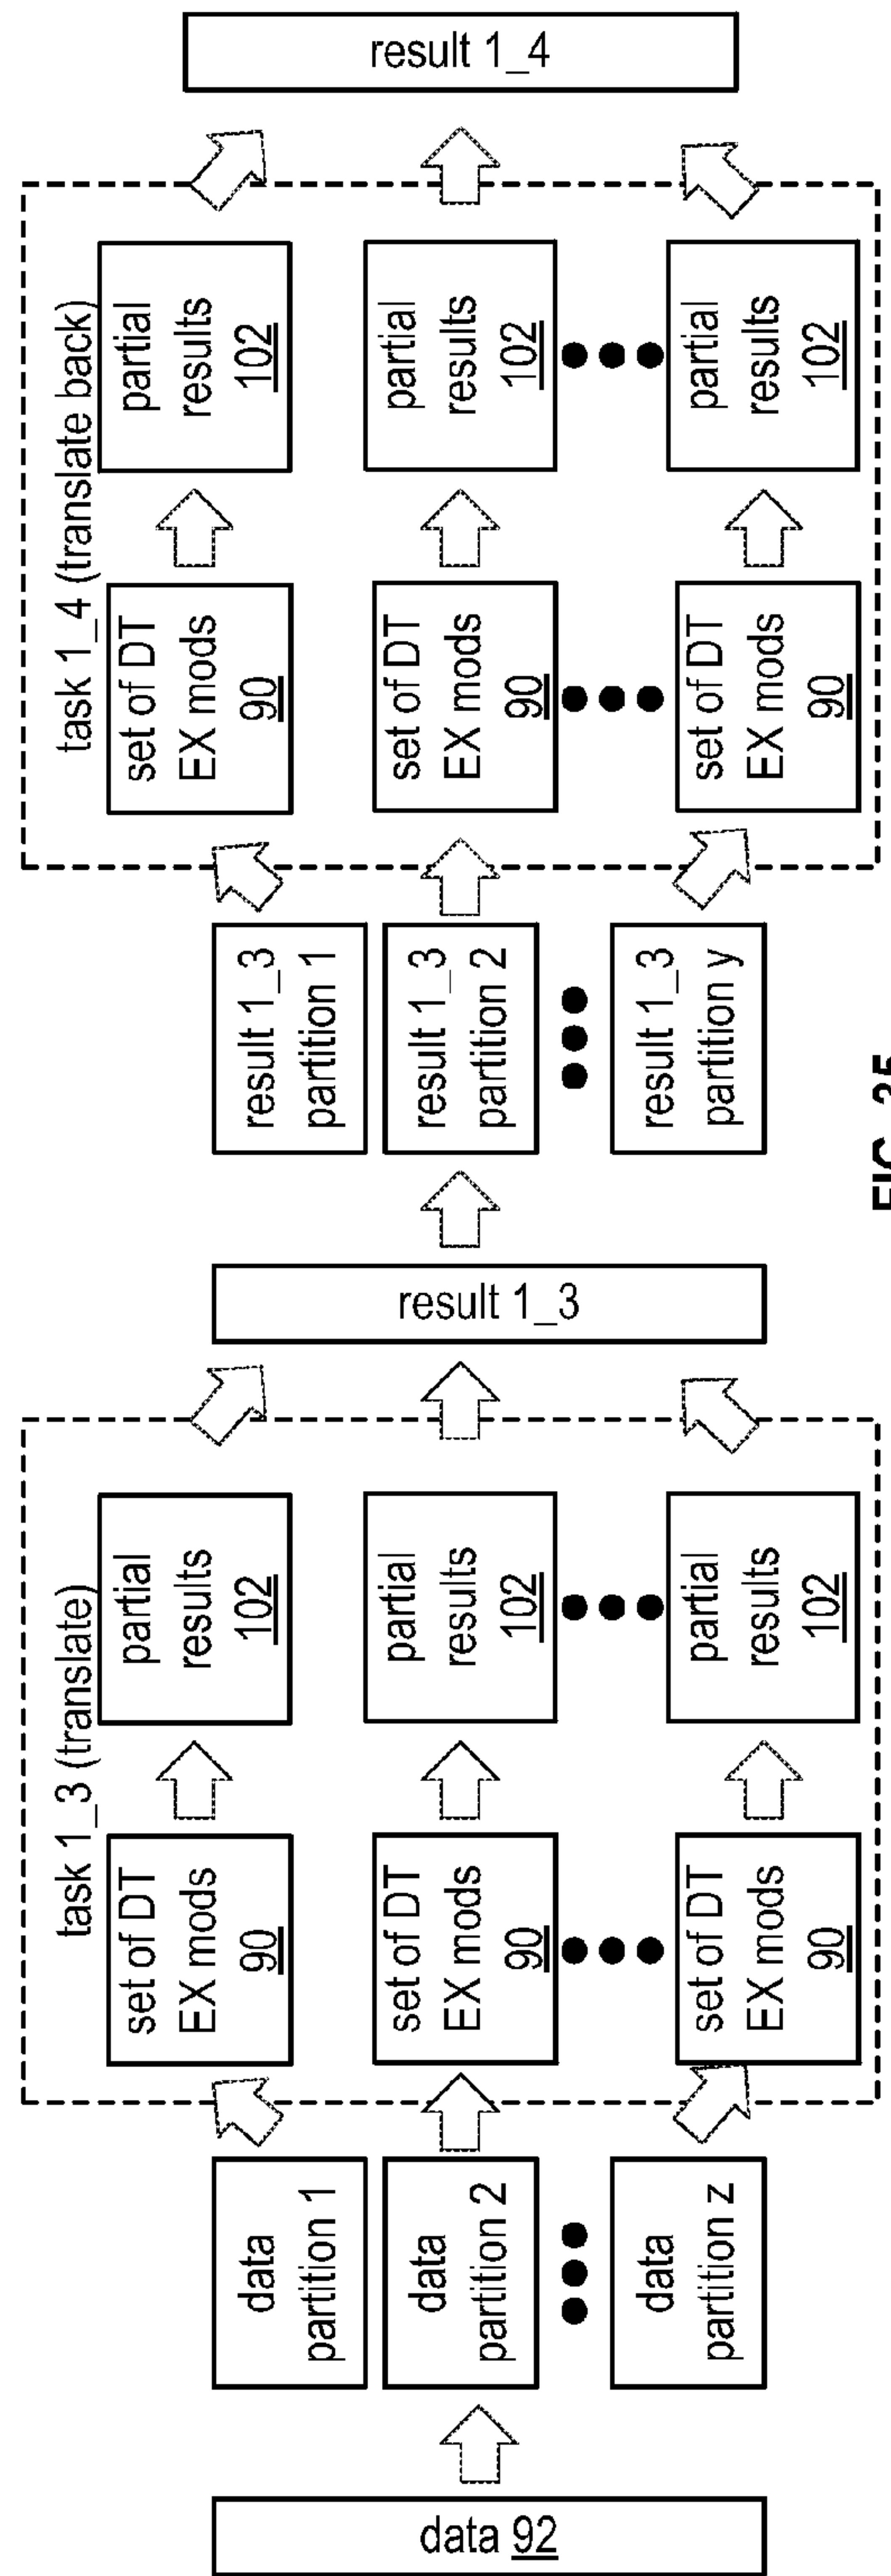 data 92
data
partition 1
data
partition 2
data
partition z
task 1_3 (translate)
set of DT
EX mods
90
set of DT
EX mods
90
set of DT
EX mods
90
partial
results
102
partial
results
102
partial
results
102
result 1_3
result 1_3
partition 1
result 1_3
partition 2
result 1_3
partition y
task 1_4 (translate back)
set of DT
EX mods
90
set of DT
EX mods
90
set of DT
EX mods
90
partial
results
102
partial
results
102
partial
results
102
result 1_4
FIG. 35